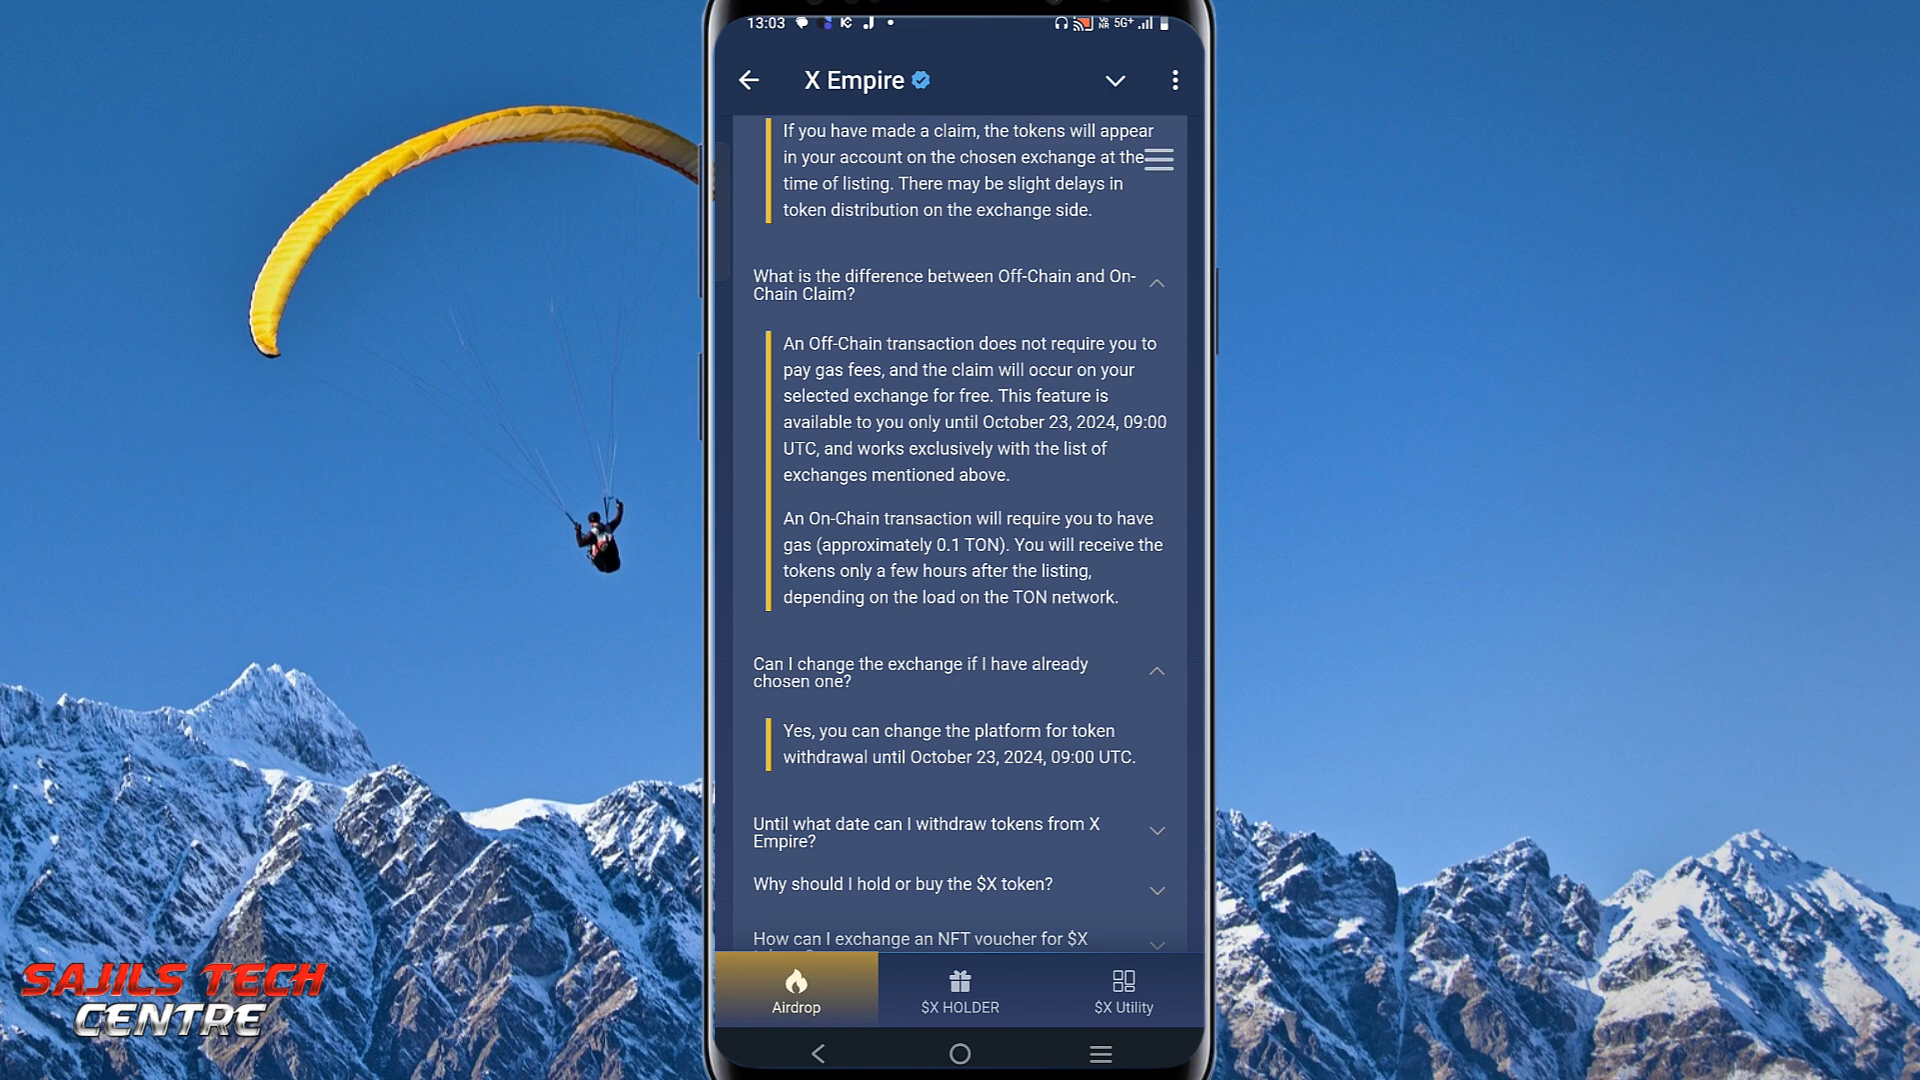 13:03
5G+
X Empire
If you have made a claim, the tokens will appear
in your account on the chosen exchange at the
time of listing. There may be slight delays in
token distribution on the exchange side.
What is the difference between Off-Chain and On-
Chain Claim?
An Off-Chain transaction does not require you to
pay gas fees, and the claim will occur on your
selected exchange for free. This feature is
available to you only until October 23, 2024, 09:00
UTC, and works exclusively with the list of
exchanges mentioned above.
An On-Chain transaction will require you to have
gas (approximately 0.1 TON). You will receive the
tokens only a few hours after the listing,
depending on the load on the TON network.
Can I change the exchange if I have already
chosen one?
Yes, you can change the platform for token
withdrawal until October 23, 2024, 09:00 UTC.
Until what date can I withdraw tokens from X
Empire?
Why should I hold or buy the $X token?
How can I exchange an NFT voucher for $X
Airdrop
$X HOLDER
$X Utility
SAJILS TECH
CENTRE